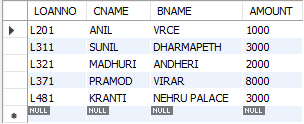 LOANNO CNAME BNAME AMOUNT
L201 ANIL VRCE 1000
L311 SUNIL DHARMAPETH 3000
L321 MADHURI ANDHERI 2000
L371 PRAMOD VIRAR 8000
L481 KRANTI NEHRU PALACE 3000
NULL NULL NULL NULL